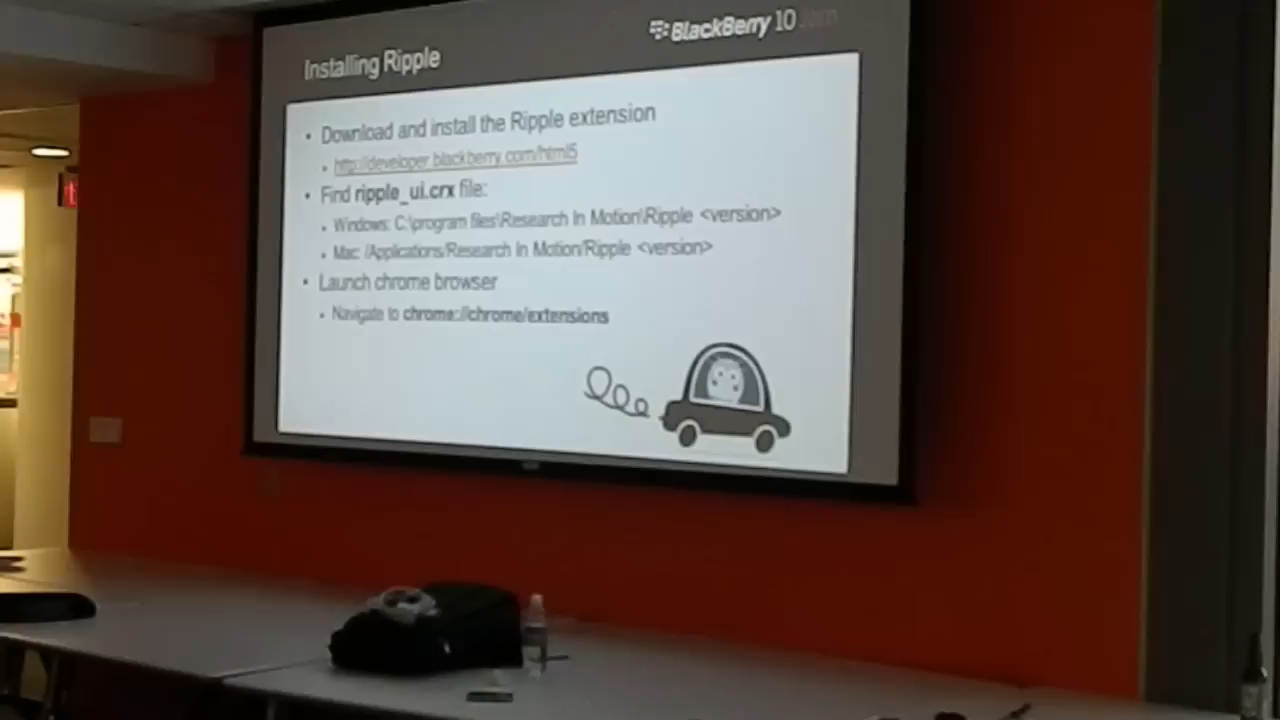 BlackBerry 10
Installing Ripple
• Download and install the Ripple extension
• http://developer.blackberry.com/html5
• Find ripple_ui.crx file:
• Windows: C:\program files\Research In Motion\Ripple <version>
• Mac: /Applications/Research In Motion/Ripple <version>
• Launch chrome browser
• Navigate to chrome://chrome/extensions